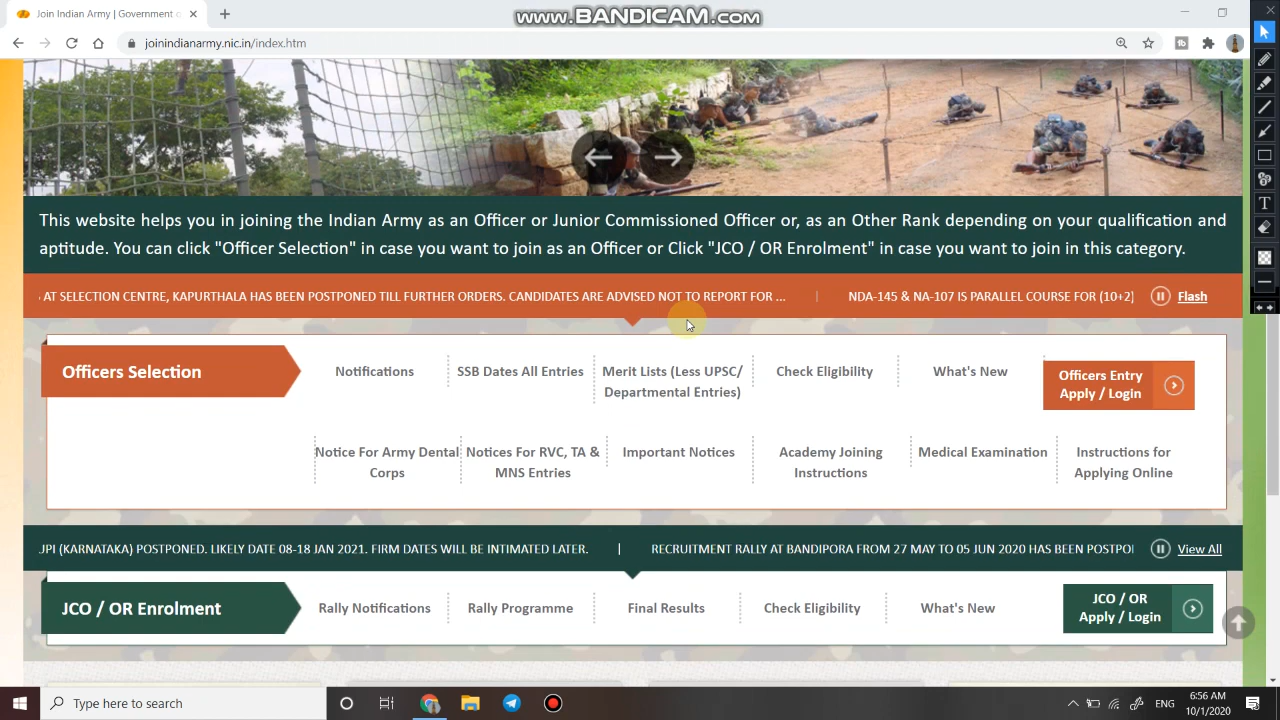 Join Indian Army | Government o
www.BANDICAM.com
joinindianarmy.nic.in/index.htm
This website helps you in joining the Indian Army as an Officer or Junior Commissioned Officer or, as an Other Rank depending on your qualification and
aptitude. You can click "Officer Selection" in case you want to join as an Officer or Click "JCO / OR Enrolment" in case you want to join in this category.
AT SELECTION CENTRE, KAPURTHALA HAS BEEN POSTPONED TILL FURTHER ORDERS. CANDIDATES ARE ADVISED NOT TO REPORT FOR ... | NDA-145 & NA-107 IS PARALLEL COURSE FOR (10+2) Flash
Officers Selection
Notifications
SSB Dates All Entries
Merit Lists (Less UPSC/
Departmental Entries)
Check Eligibility
What's New
Officers Entry
Apply / Login
Notice For Army Dental
Corps
Notices For RVC, TA &
MNS Entries
Important Notices
Academy Joining
Instructions
Medical Examination
Instructions for
Applying Online
JPI (KARNATAKA) POSTPONED. LIKELY DATE 08-18 JAN 2021. FIRM DATES WILL BE INTIMATED LATER. | RECRUITMENT RALLY AT BANDIPORA FROM 27 MAY TO 05 JUN 2020 HAS BEEN POSTPO View All
JCO / OR Enrolment
Rally Notifications
Rally Programme
Final Results
Check Eligibility
What's New
JCO / OR
Apply / Login
Type here to search
ENG
6:56 AM
10/1/2020